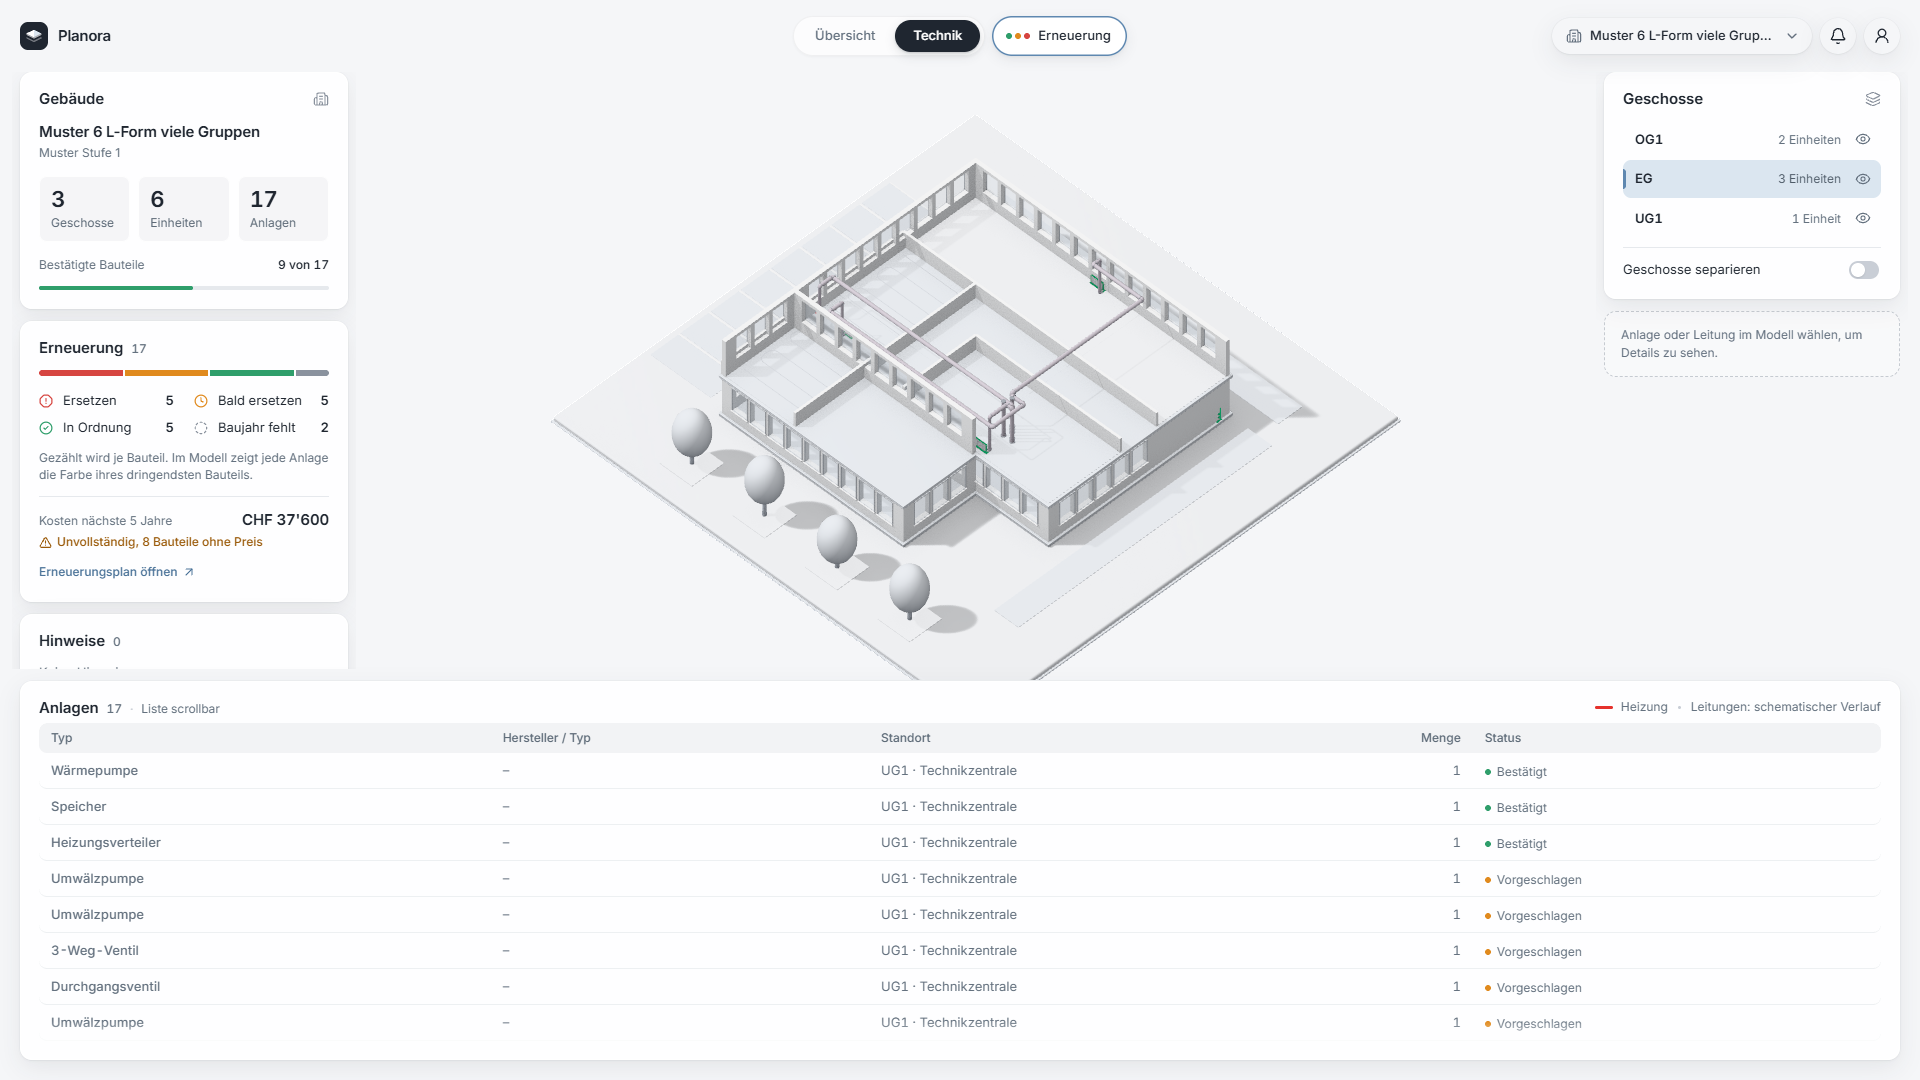 Planora
Übersicht
Technik
Erneuerung
Muster 6 L-Form viele Grup...
Gebäude
Muster 6 L-Form viele Gruppen
Muster Stufe 1
3 Geschosse
6 Einheiten
17 Anlagen
Bestätigte Bauteile 9 von 17
Erneuerung 17
Ersetzen 5
Bald ersetzen 5
In Ordnung 5
Baujahr fehlt 2
Gezählt wird je Bauteil. Im Modell zeigt jede Anlage
die Farbe ihres dringendsten Bauteils.
Kosten nächste 5 Jahre CHF 37'600
Unvollständig, 8 Bauteile ohne Preis
Erneuerungsplan öffnen
Hinweise 0
Geschosse
OG1 2 Einheiten
EG 3 Einheiten
UG1 1 Einheit
Geschosse separieren
Anlage oder Leitung im Modell wählen, um
Details zu sehen.
Anlagen 17 · Liste scrollbar
Heizung • Leitungen: schematischer Verlauf
Typ Hersteller / Typ Standort Menge Status
Wärmepumpe – UG1 · Technikzentrale 1 Bestätigt
Speicher – UG1 · Technikzentrale 1 Bestätigt
Heizungsverteiler – UG1 · Technikzentrale 1 Bestätigt
Umwälzpumpe – UG1 · Technikzentrale 1 Vorgeschlagen
Umwälzpumpe – UG1 · Technikzentrale 1 Vorgeschlagen
3-Weg-Ventil – UG1 · Technikzentrale 1 Vorgeschlagen
Durchgangsventil – UG1 · Technikzentrale 1 Vorgeschlagen
Umwälzpumpe – UG1 · Technikzentrale 1 Vorgeschlagen